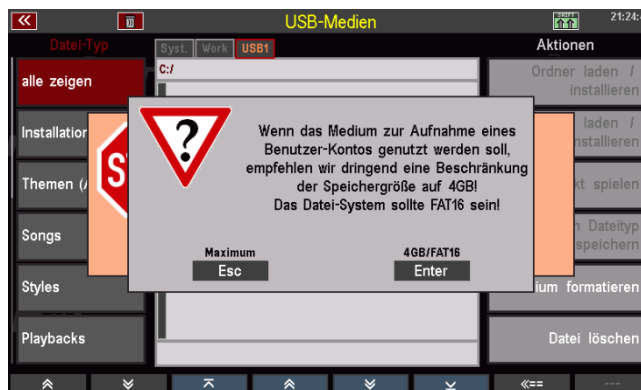 USB-Medien
21:24:
Datei-Typ
Syst. Work USB1
Aktionen
C:/
alle zeigen
Ordner laden /
installieren
Installation
laden /
installieren
Themen (
kt spielen
Songs
Dateityp
speichern
Styles
ium formatieren
Playbacks
Datei löschen
Wenn das Medium zur Aufnahme eines
Benutzer-Kontos genutzt werden soll,
empfehlen wir dringend eine Beschränkung
der Speichergröße auf 4GB!
Das Datei-System sollte FAT16 sein!
Maximum
Esc
4GB/FAT16
Enter